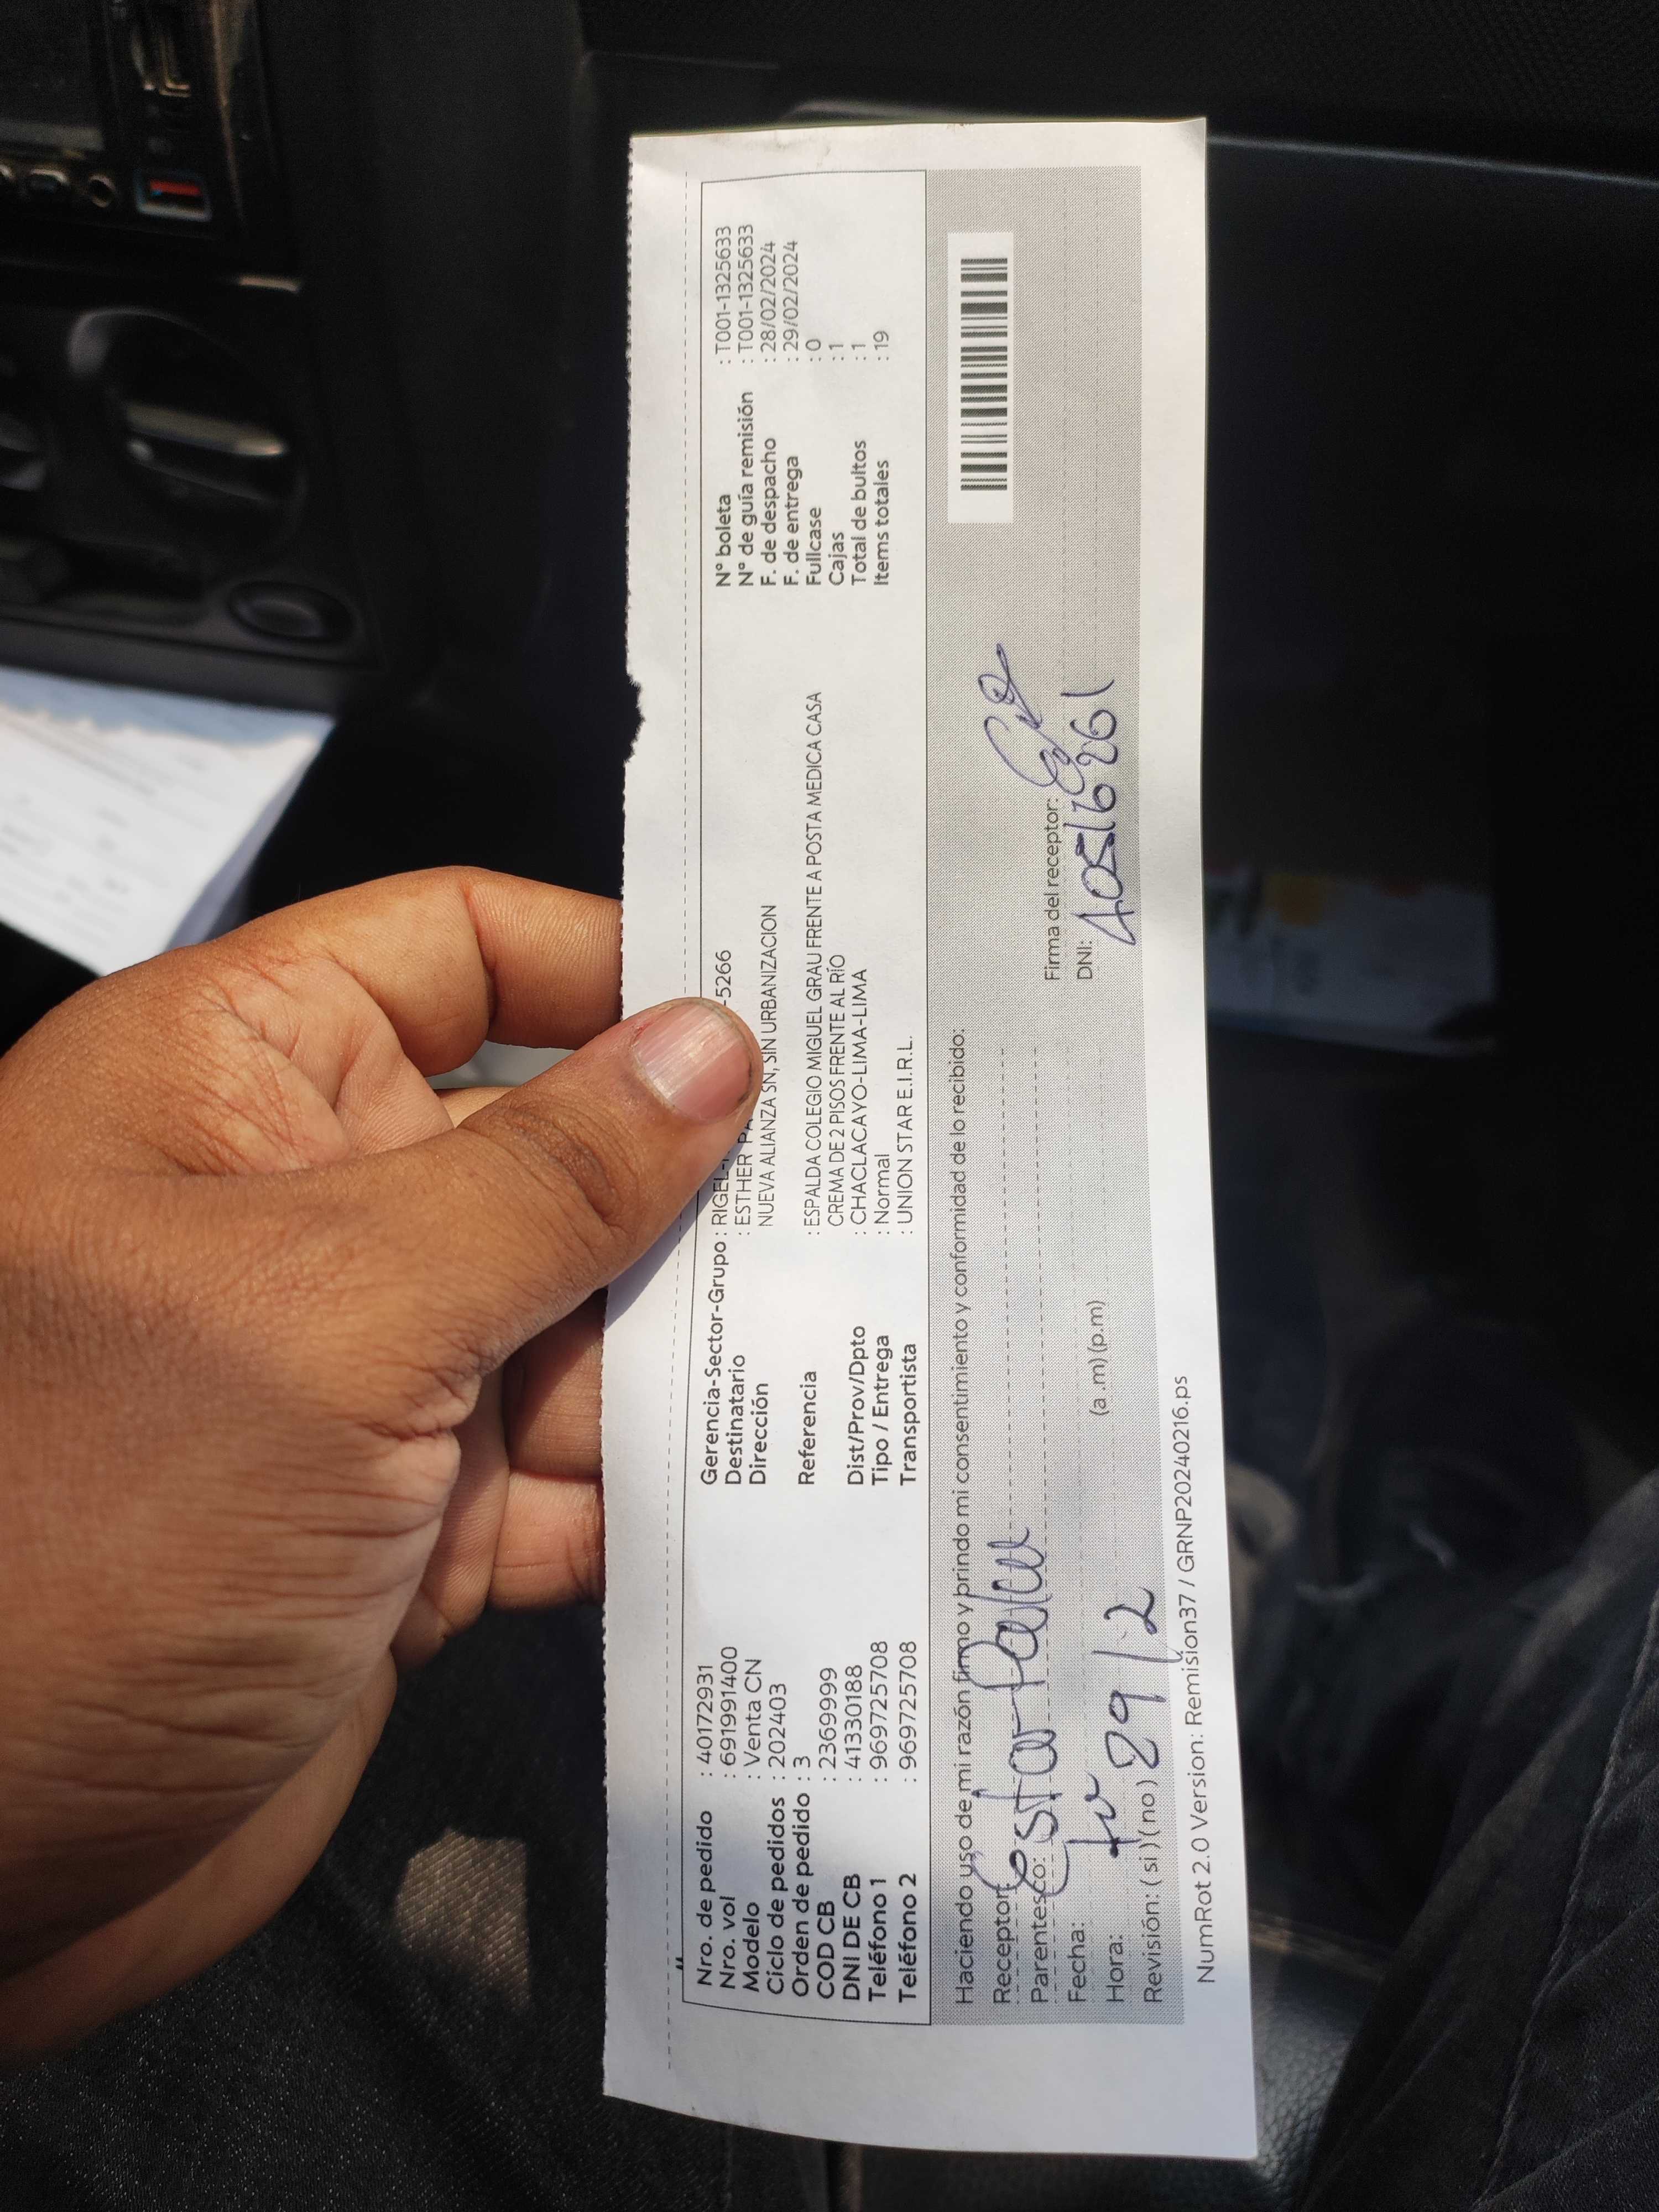 Nro. de pedido : 40172931
Nro. vol : 691991400
Modelo : Venta CN
Ciclo de pedidos : 202403
Orden de pedido : 3
COD CB : 2369999
DNI DE CB : 41330188
Teléfono 1 : 969725708
Teléfono 2 : 969725708
Gerencia-Sector-Grupo : RIGEL- -5266
Destinatario : ESTHER
Dirección NUEVA ALIANZA SN, SIN URBANIZACION
Referencia : ESPALDA COLEGIO MIGUEL GRAU FRENTE A POSTA MEDICA CASA
CREMA DE 2 PISOS FRENTE AL RÍO
Dist/Prov/Dpto : CHACLACAYO-LIMA-LIMA
Tipo / Entrega : Normal
Transportista : UNION STAR E.I.R.L.
N° boleta : T001-1325633
N° de guía remisión : T001-1325633
F. de despacho : 28/02/2024
F. de entrega : 29/02/2024
Fullcase : 0
Cajas : 1
Total de bultos : 1
Items totales : 19
Haciendo uso de mi razón firmo y prindo mi consentimiento y conformidad de lo recibido:
Receptor:
Parentesco:
Fecha:
Hora: 29/2 (a.m) (p.m)
Revisión: ( si ) ( no )
Firma del receptor:
DNI: 40516261
NumRot 2.0 Version: Remision37 / GRNP20240216.ps